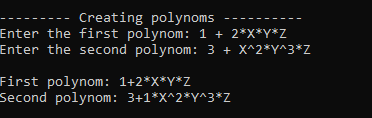 --------- Creating polynoms ----------
Enter the first polynom: 1 + 2*X*Y*Z
Enter the second polynom: 3 + X^2*Y^3*Z
First polynom: 1+2*X*Y*Z
Second polynom: 3+1*X^2*Y^3*Z